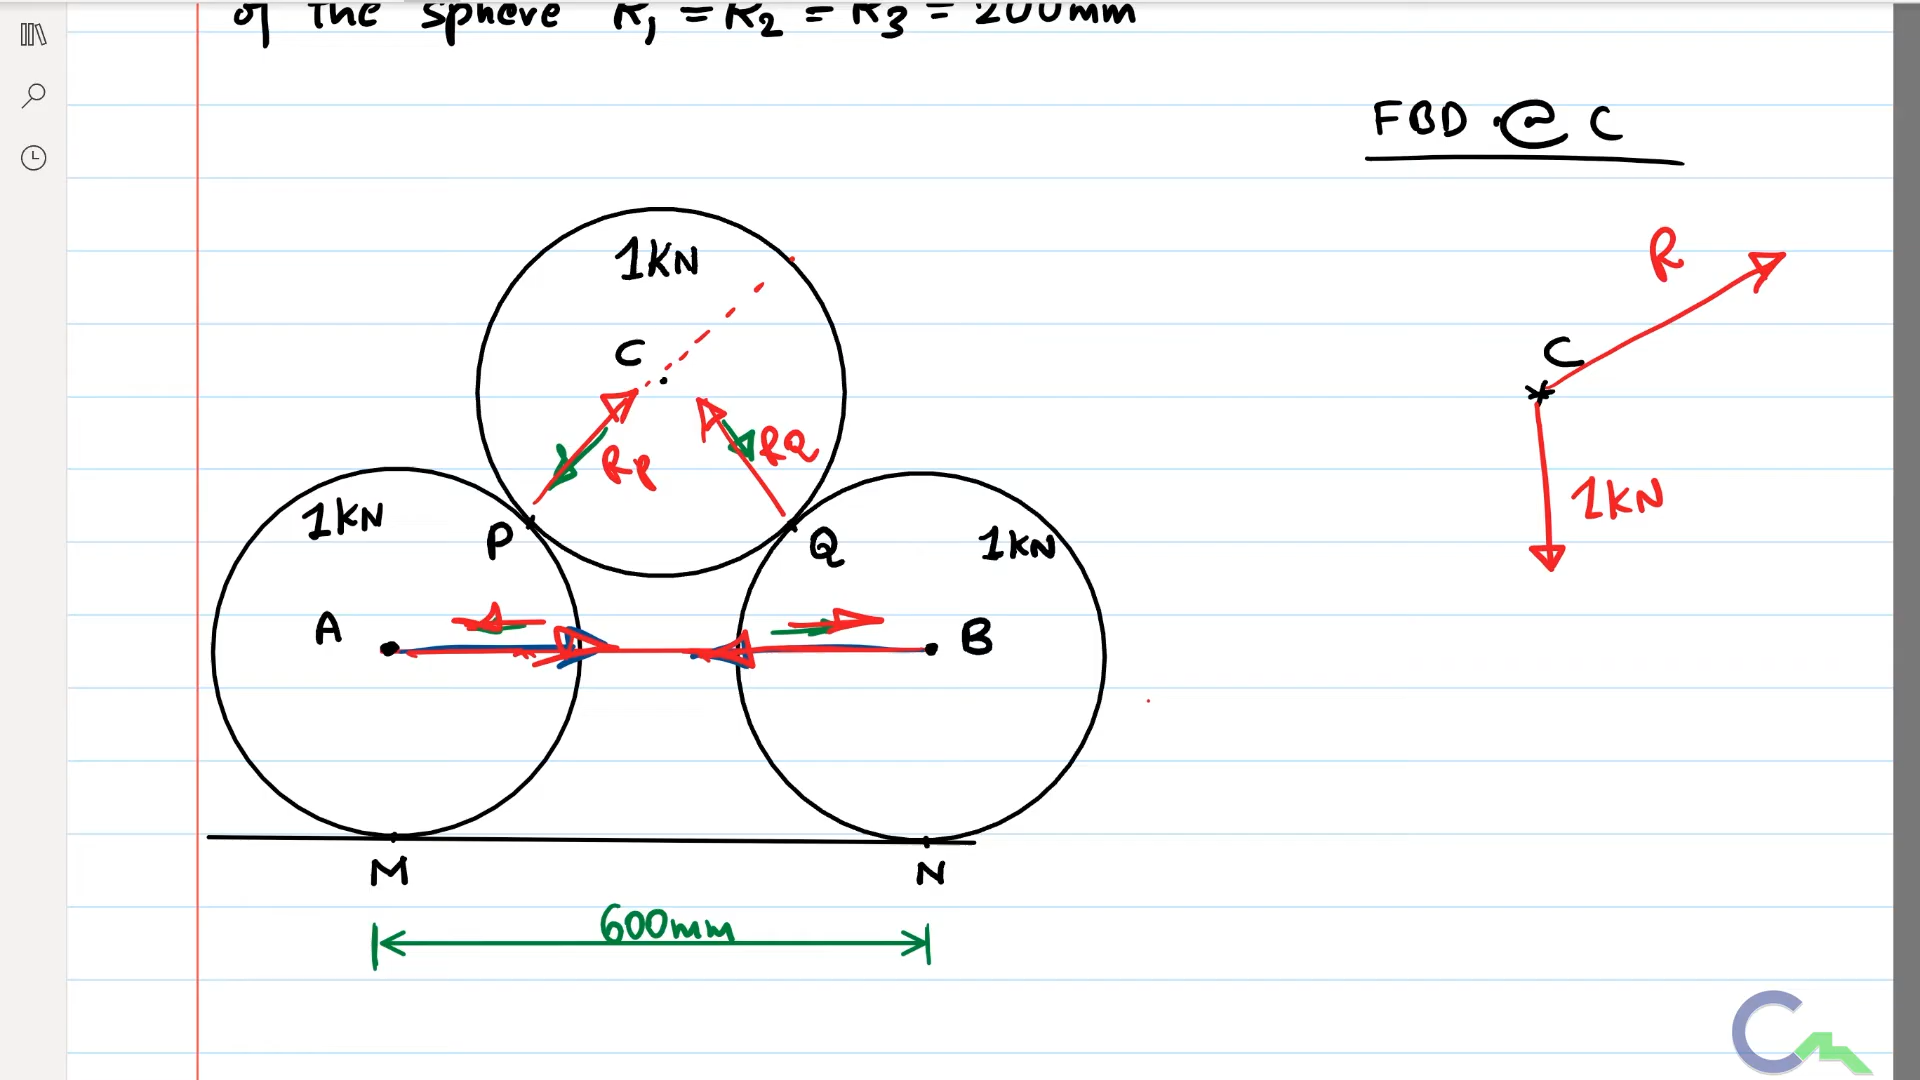 of the sphere R1 = R2 = R3 = 200mm
FBD @ C
1KN
R
C
C
RP
RQ
1KN
1KN
P
Q
1KN
A
B
M
N
600mm